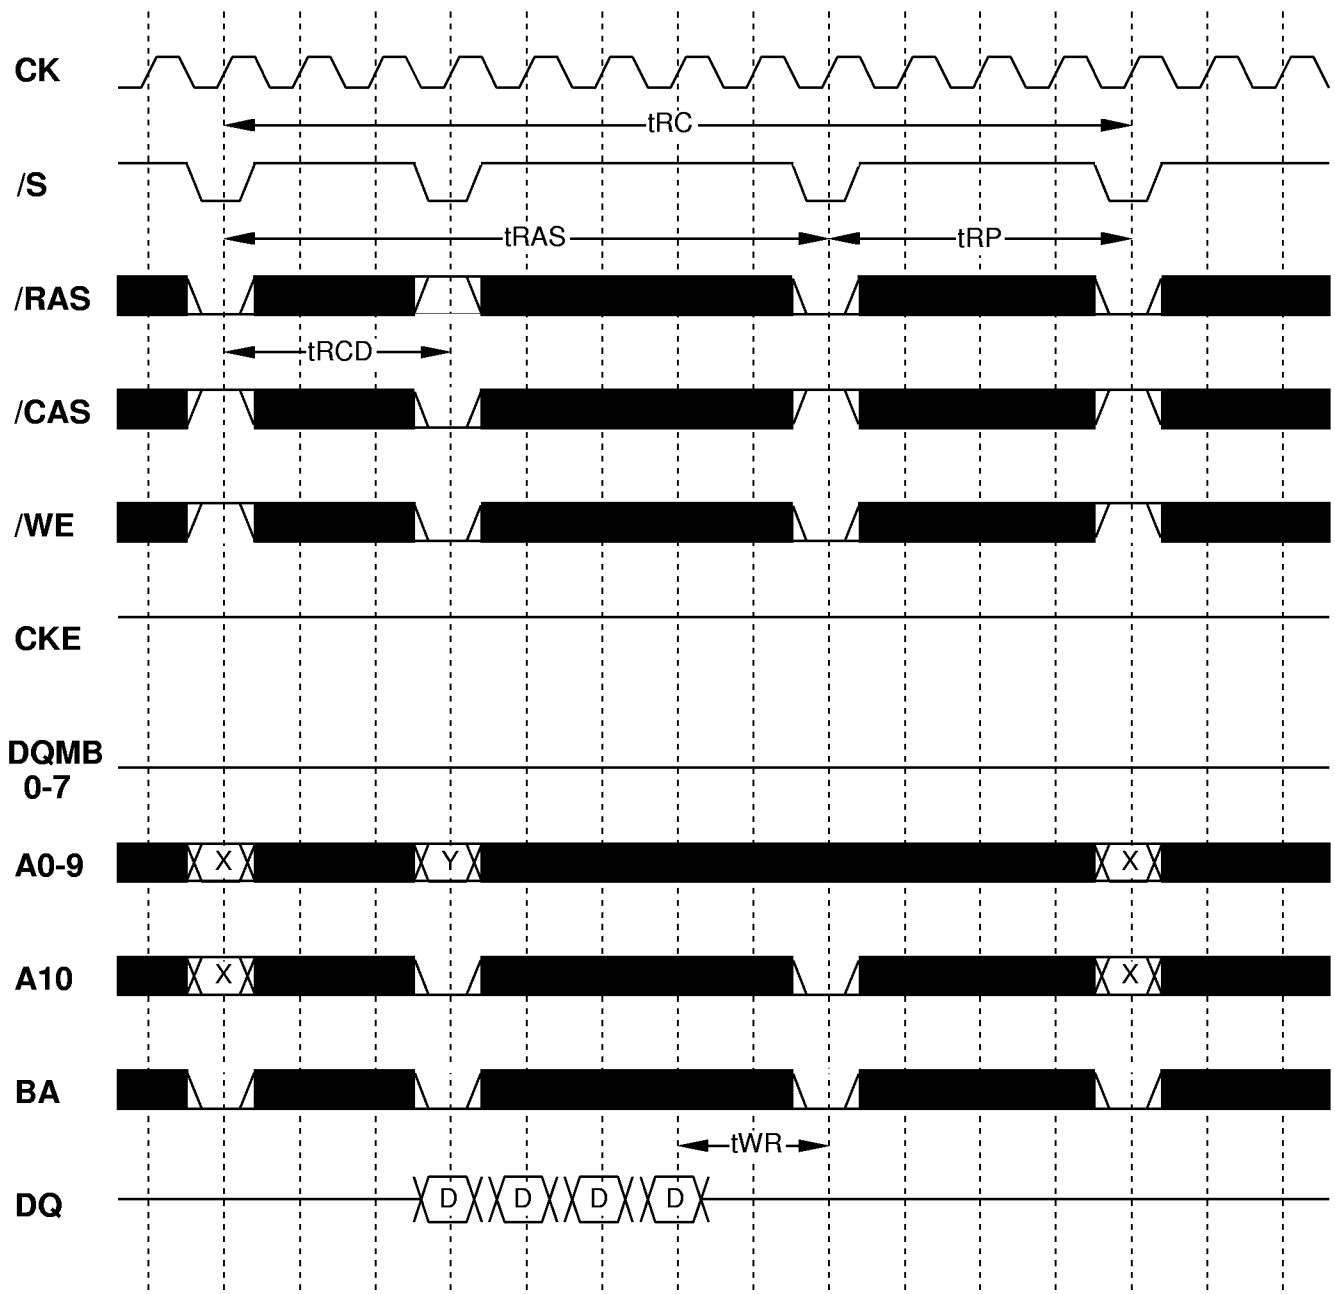 CK
tRC
/S
tRAS tRP
/RAS
tRCD
/CAS
/WE
CKE
DQMB
0-7
A0-9 X Y X
A10 X X
BA
tWR
DQ D D D D